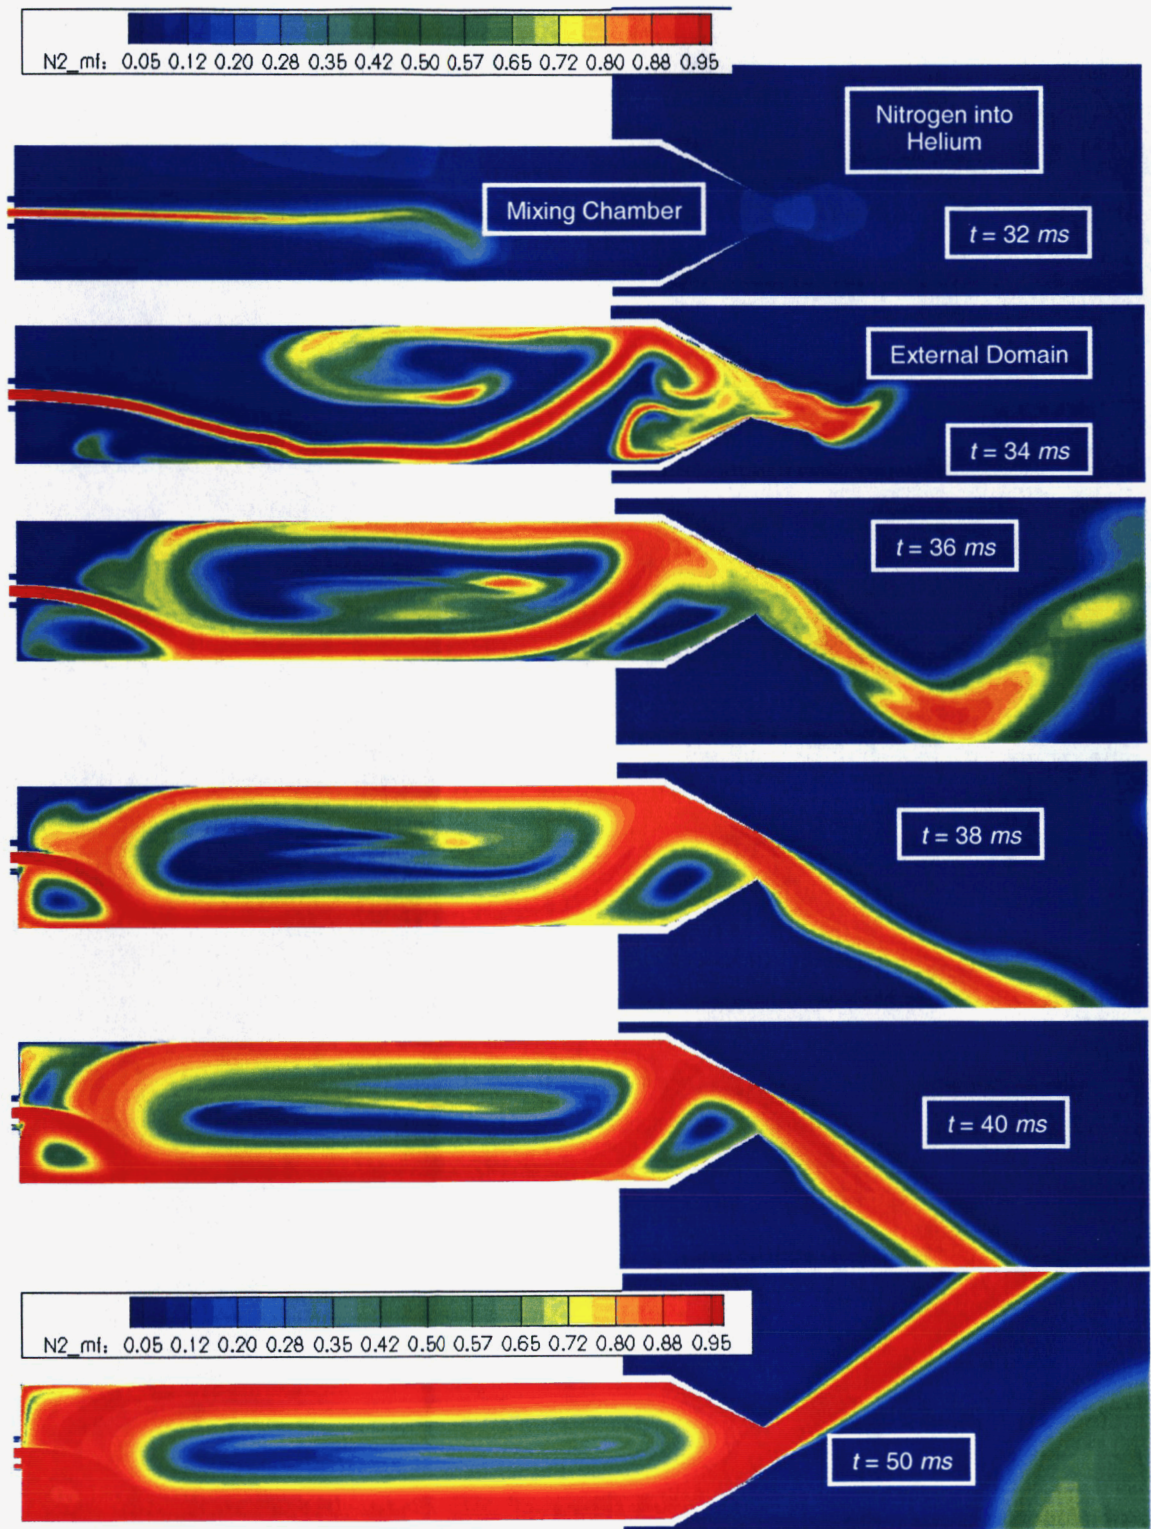 N2_mf: 0.05 0.12 0.20 0.28 0.35 0.42 0.50 0.57 0.65 0.72 0.80 0.88 0.95
Nitrogen into
Helium
Mixing Chamber
t = 32 ms
External Domain
t = 34 ms
t = 36 ms
t = 38 ms
t = 40 ms
N2_mf: 0.05 0.12 0.20 0.28 0.35 0.42 0.50 0.57 0.65 0.72 0.80 0.88 0.95
t = 50 ms